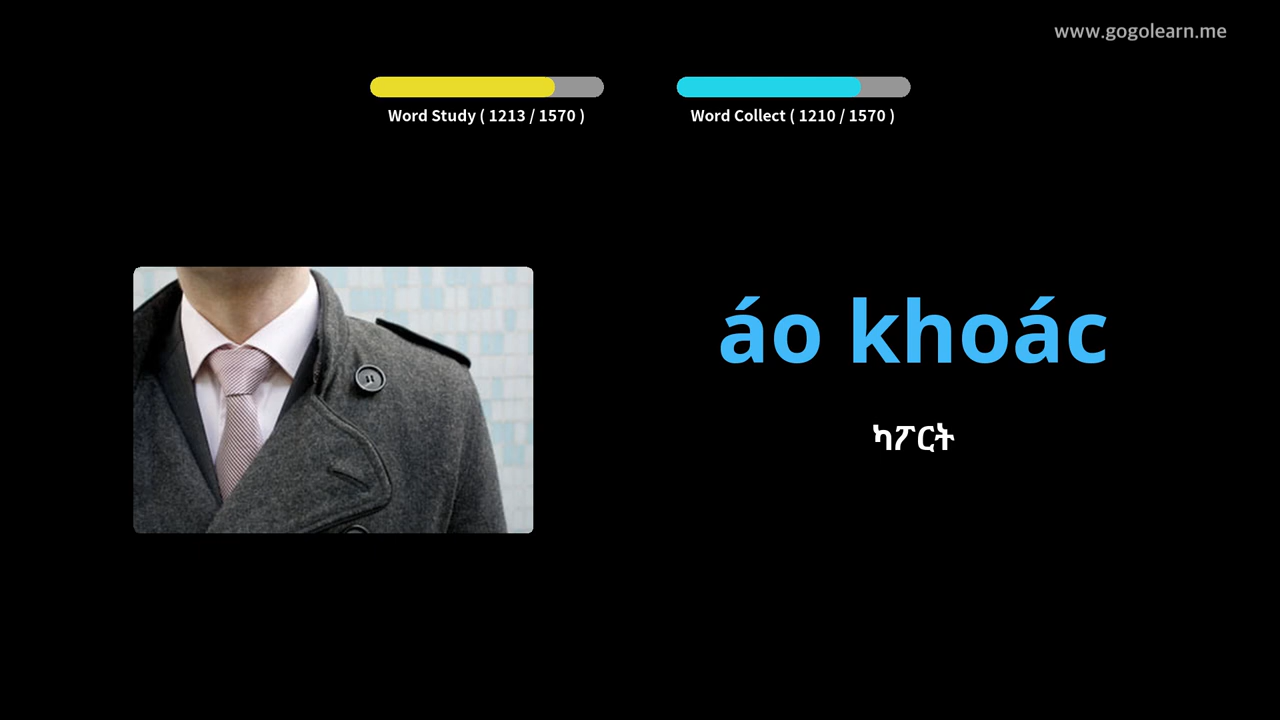 www.gogolearn.me
Word Study ( 1213 / 1570 )
Word Collect ( 1210 / 1570 )
áo khoác
ካፖርት